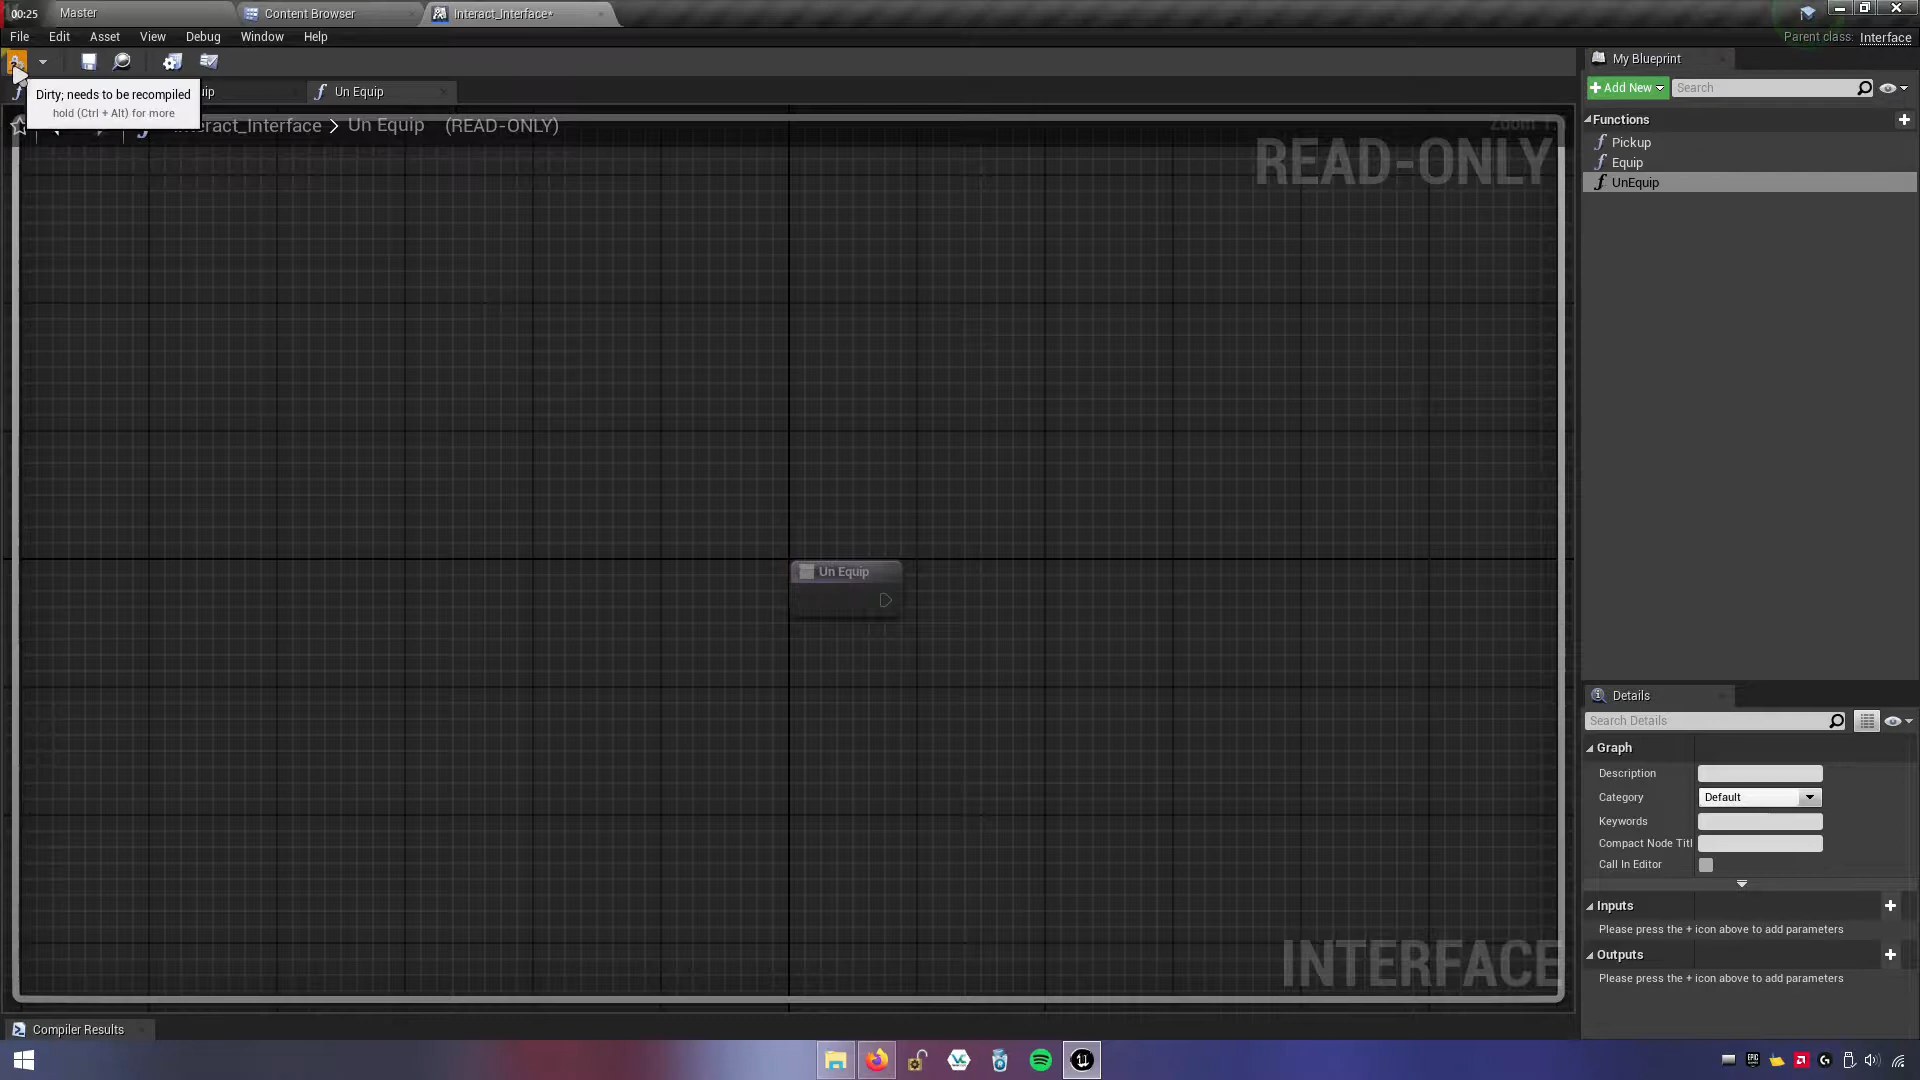 00:25
Master
Content Browser
Interact_Interface*
File
Edit
Asset
View
Debug
Window
Help
Parent class: Interface
My Blueprint
Add New
Search
Un Equip
Dirty; needs to be recompiled
hold (Ctrl + Alt) for more
Un Equip (READ-ONLY)
READ-ONLY
Functions
Pickup
Equip
UnEquip
Un Equip
Details
Search Details
Graph
Description
Category
Default
Keywords
Compact Node Titl
Call In Editor
Inputs
Please press the + icon above to add parameters
Outputs
Please press the + icon above to add parameters
INTERFACE
Compiler Results